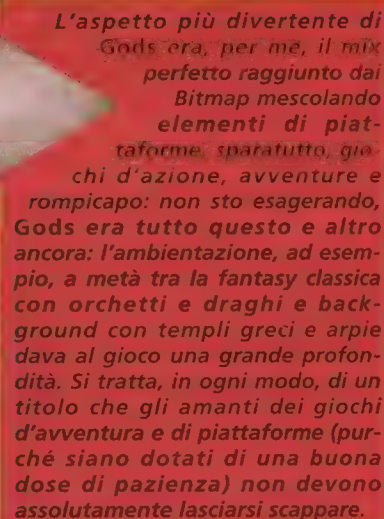 L'aspetto più divertente di
Gods era, per me, il mix
perfetto raggiunto dai
Bitmap mescolando
elementi di piat-
taforme, sparatutto, gio-
chi d'azione, avventure e
rompicapo: non sto esagerando,
Gods era tutto questo e altro
ancora: l'ambientazione, ad esem-
pio, a metà tra la fantasy classica
con orchetti e draghi e back-
ground con templi greci e arpie
dava al gioco una grande profon-
dità. Si tratta, in ogni modo, di un
titolo che gli amanti dei giochi
d'avventura e di piattaforme (pur-
ché siano dotati di una buona
dose di pazienza) non devono
assolutamente lasciarsi scappare.